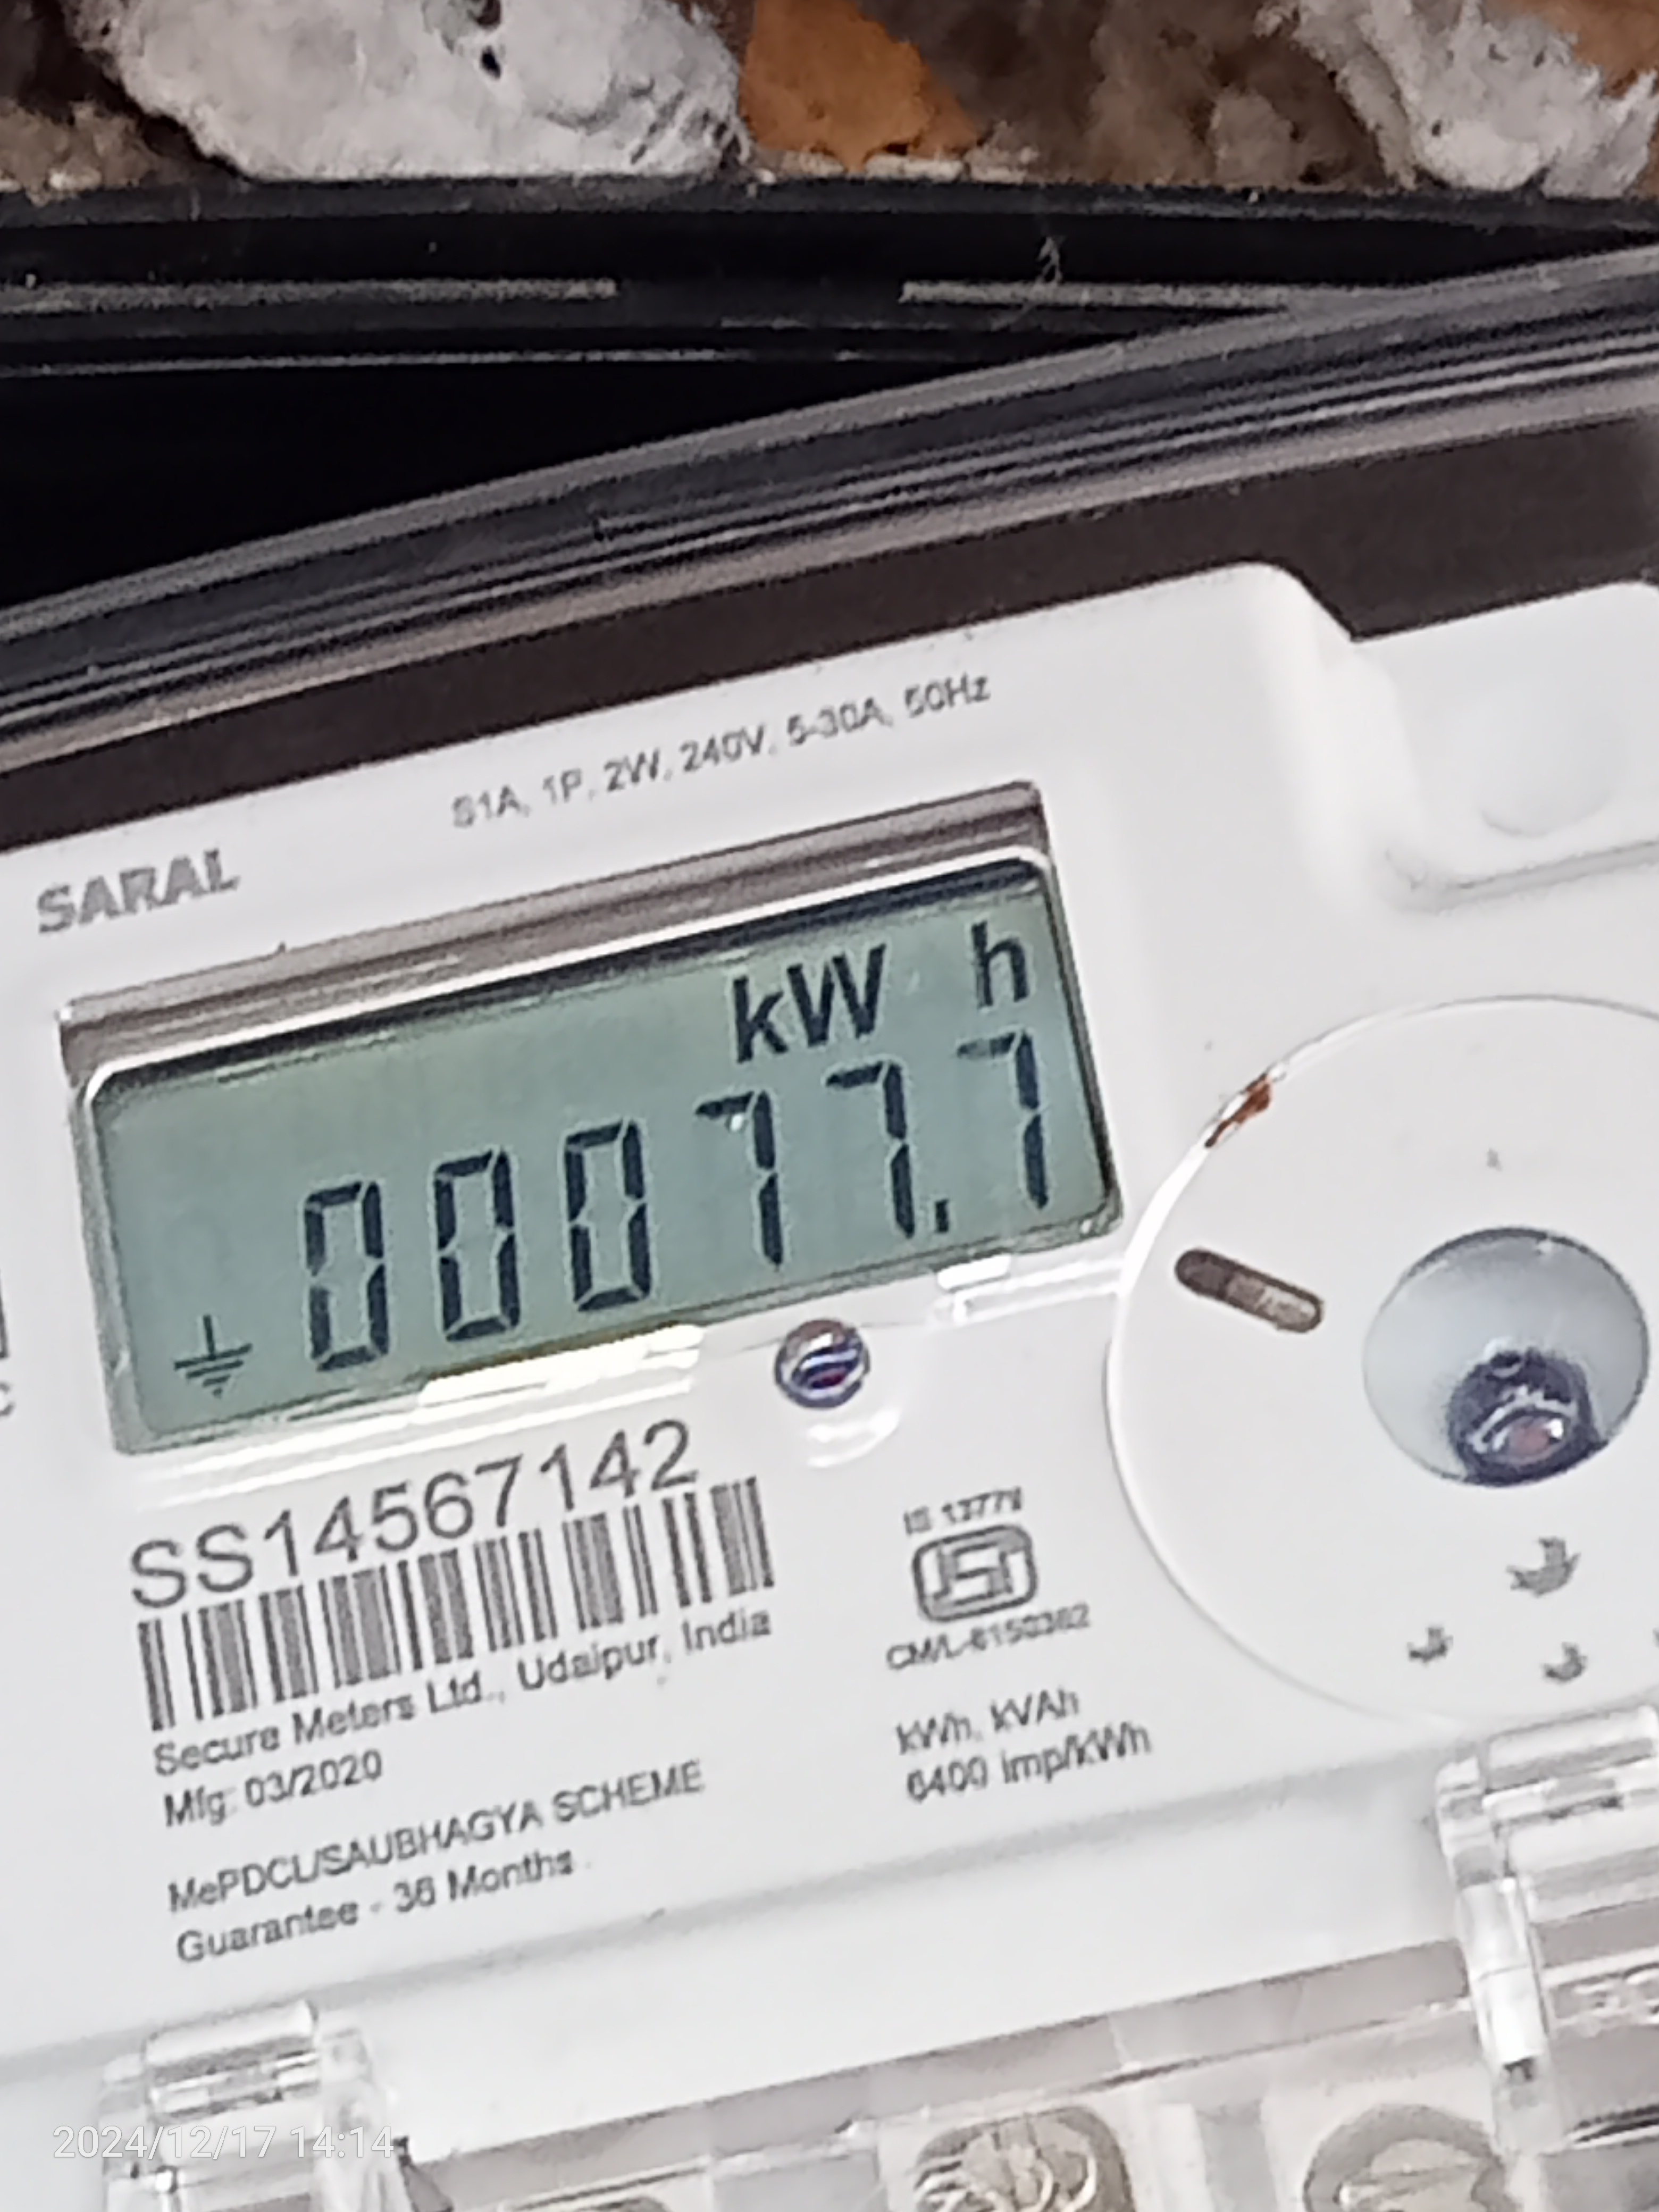 S1A, 1P, 2W, 240V, 5-30A, 50Hz
SARAL
kW h
00077.7
SS14567142
Secure Meters Ltd., Udaipur, India
Mfg: 03/2020
MePDCL/SAUBHAGYA SCHEME
Guarantee - 36 Months
IS 13779
CM/L-8150382
kWh, kVAh
6400 imp/kWh
2024/12/17 14:14